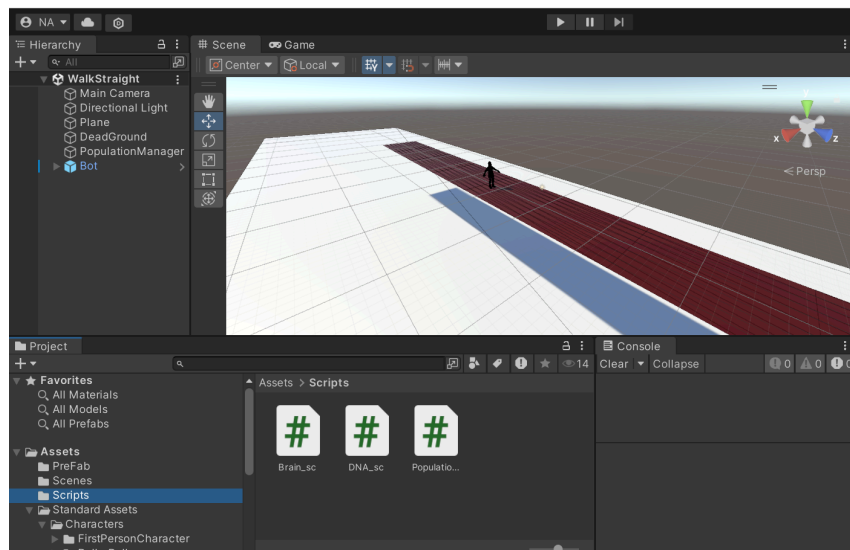 NA
Hierarchy
All
WalkStraight
Main Camera
Directional Light
Plane
DeadGround
PopulationManager
Bot
Scene
Game
Center
Local
y
x
z
Persp
Project
14
Favorites
All Materials
All Models
All Prefabs
Assets
PreFab
Scenes
Scripts
Standard Assets
Characters
FirstPersonCharacter
Assets > Scripts
# # #
Brain_sc DNA_sc Populatio...
Console
Clear Collapse 0 0 0